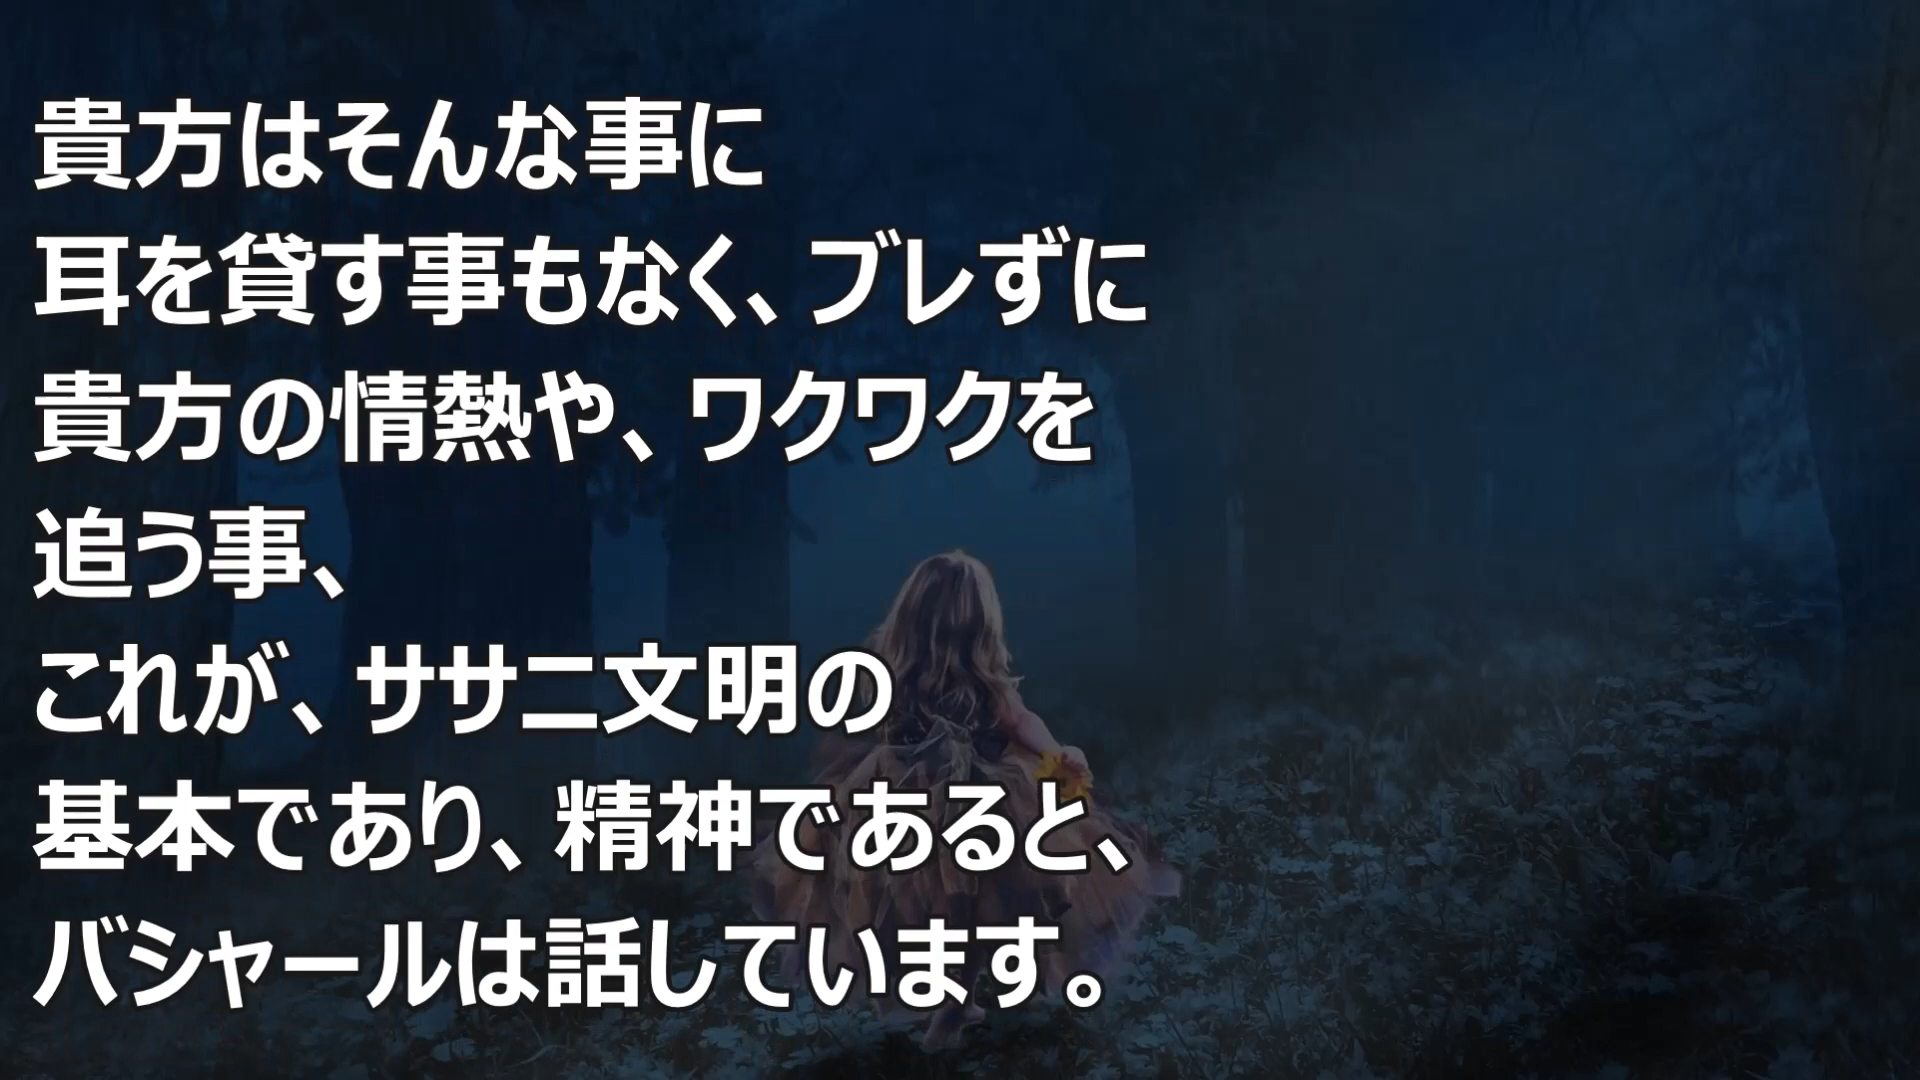 貴方はそんな事に
耳を貸す事もなく、ブレずに
貴方の情熱や、ワクワクを
追う事、
これが、ササニ文明の
基本であり、精神であると、
バシャールは話しています。